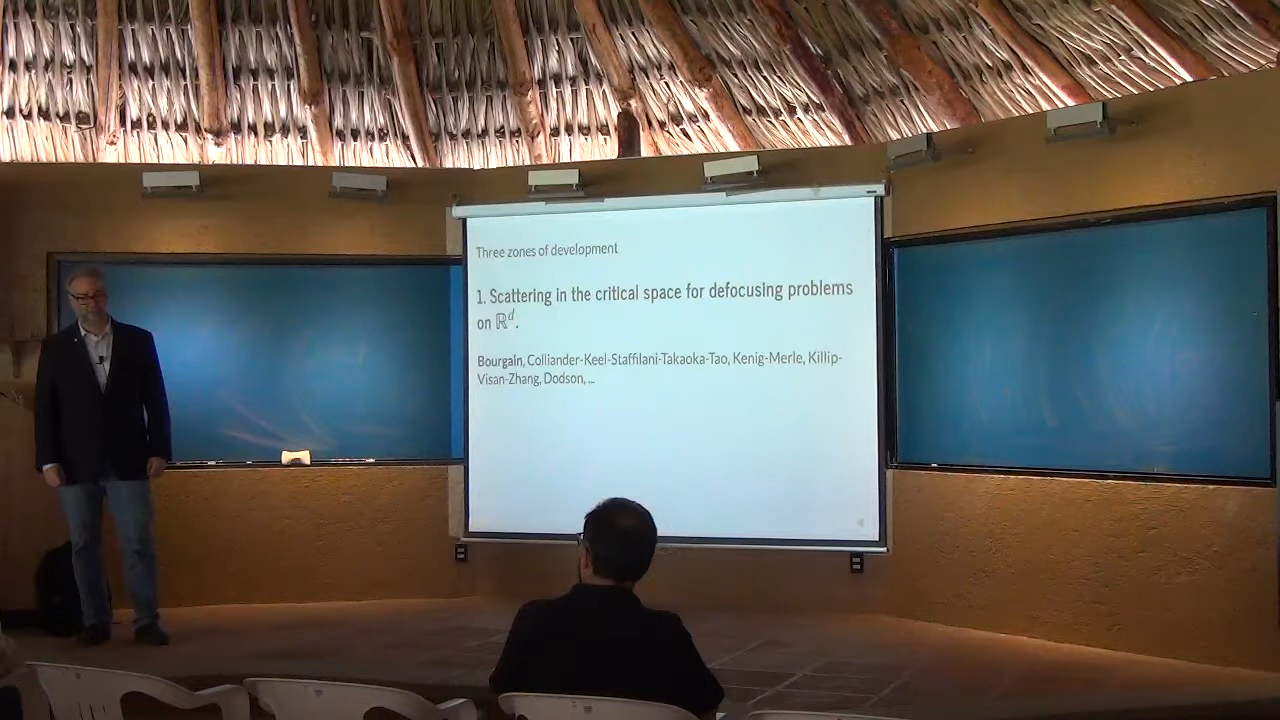 Three zones of development
1. Scattering in the critical space for defocusing problems
on ℝᵈ.
Bourgain, Colliander-Keel-Staffilani-Takaoka-Tao, Kenig-Merle, Killip-
Visan-Zhang, Dodson, ...